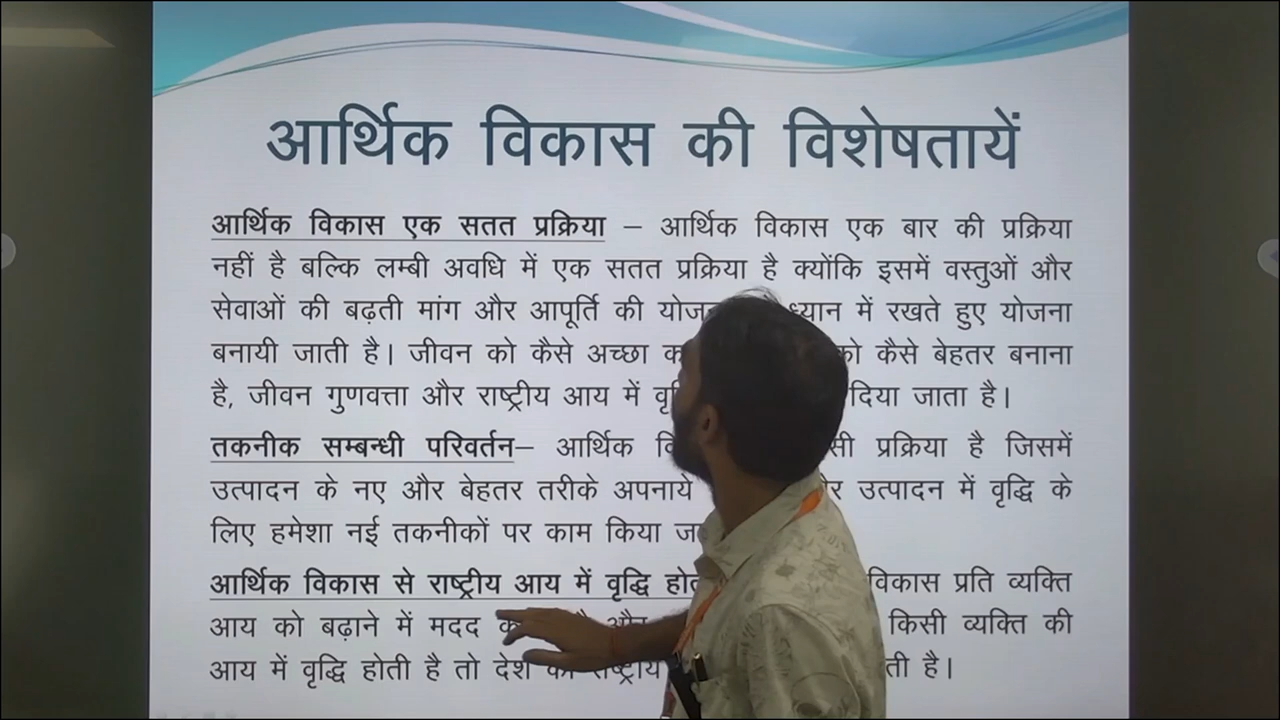 आर्थिक विकास की विशेषतायें
आर्थिक विकास एक सतत प्रक्रिया – आर्थिक विकास एक बार की प्रक्रिया
नहीं है बल्कि लम्बी अवधि में एक सतत प्रक्रिया है क्योंकि इसमें वस्तुओं और
सेवाओं की बढ़ती मांग और आपूर्ति की ध्यान में रखते हुए योजना
बनायी जाती है। जीवन को कैसे अच्छा को कैसे बेहतर बनाना
है, जीवन गुणवत्ता और राष्ट्रीय आय में दिया जाता है।
तकनीक सम्बन्धी परिवर्तन– आर्थिक प्रक्रिया है जिसमें
उत्पादन के नए और बेहतर तरीके अपनाये उत्पादन में वृद्धि के
लिए हमेशा नई तकनीकों पर काम किया
आर्थिक विकास से राष्ट्रीय आय में वृद्धि विकास प्रति व्यक्ति
आय को बढ़ाने में मदद किसी व्यक्ति की
आय में वृद्धि होती है तो देश